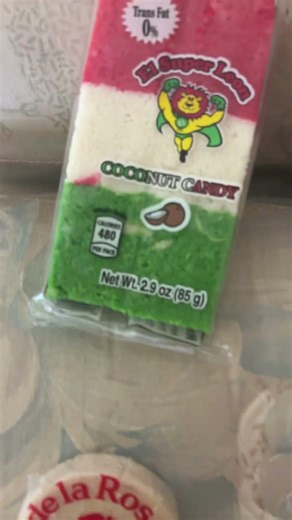 Trans Fat
0%
El Super Leon
COCONUT CANDY
CALORIES
480
PER PACK
Net Wt. 2.9 oz (85 g)
de la Ros